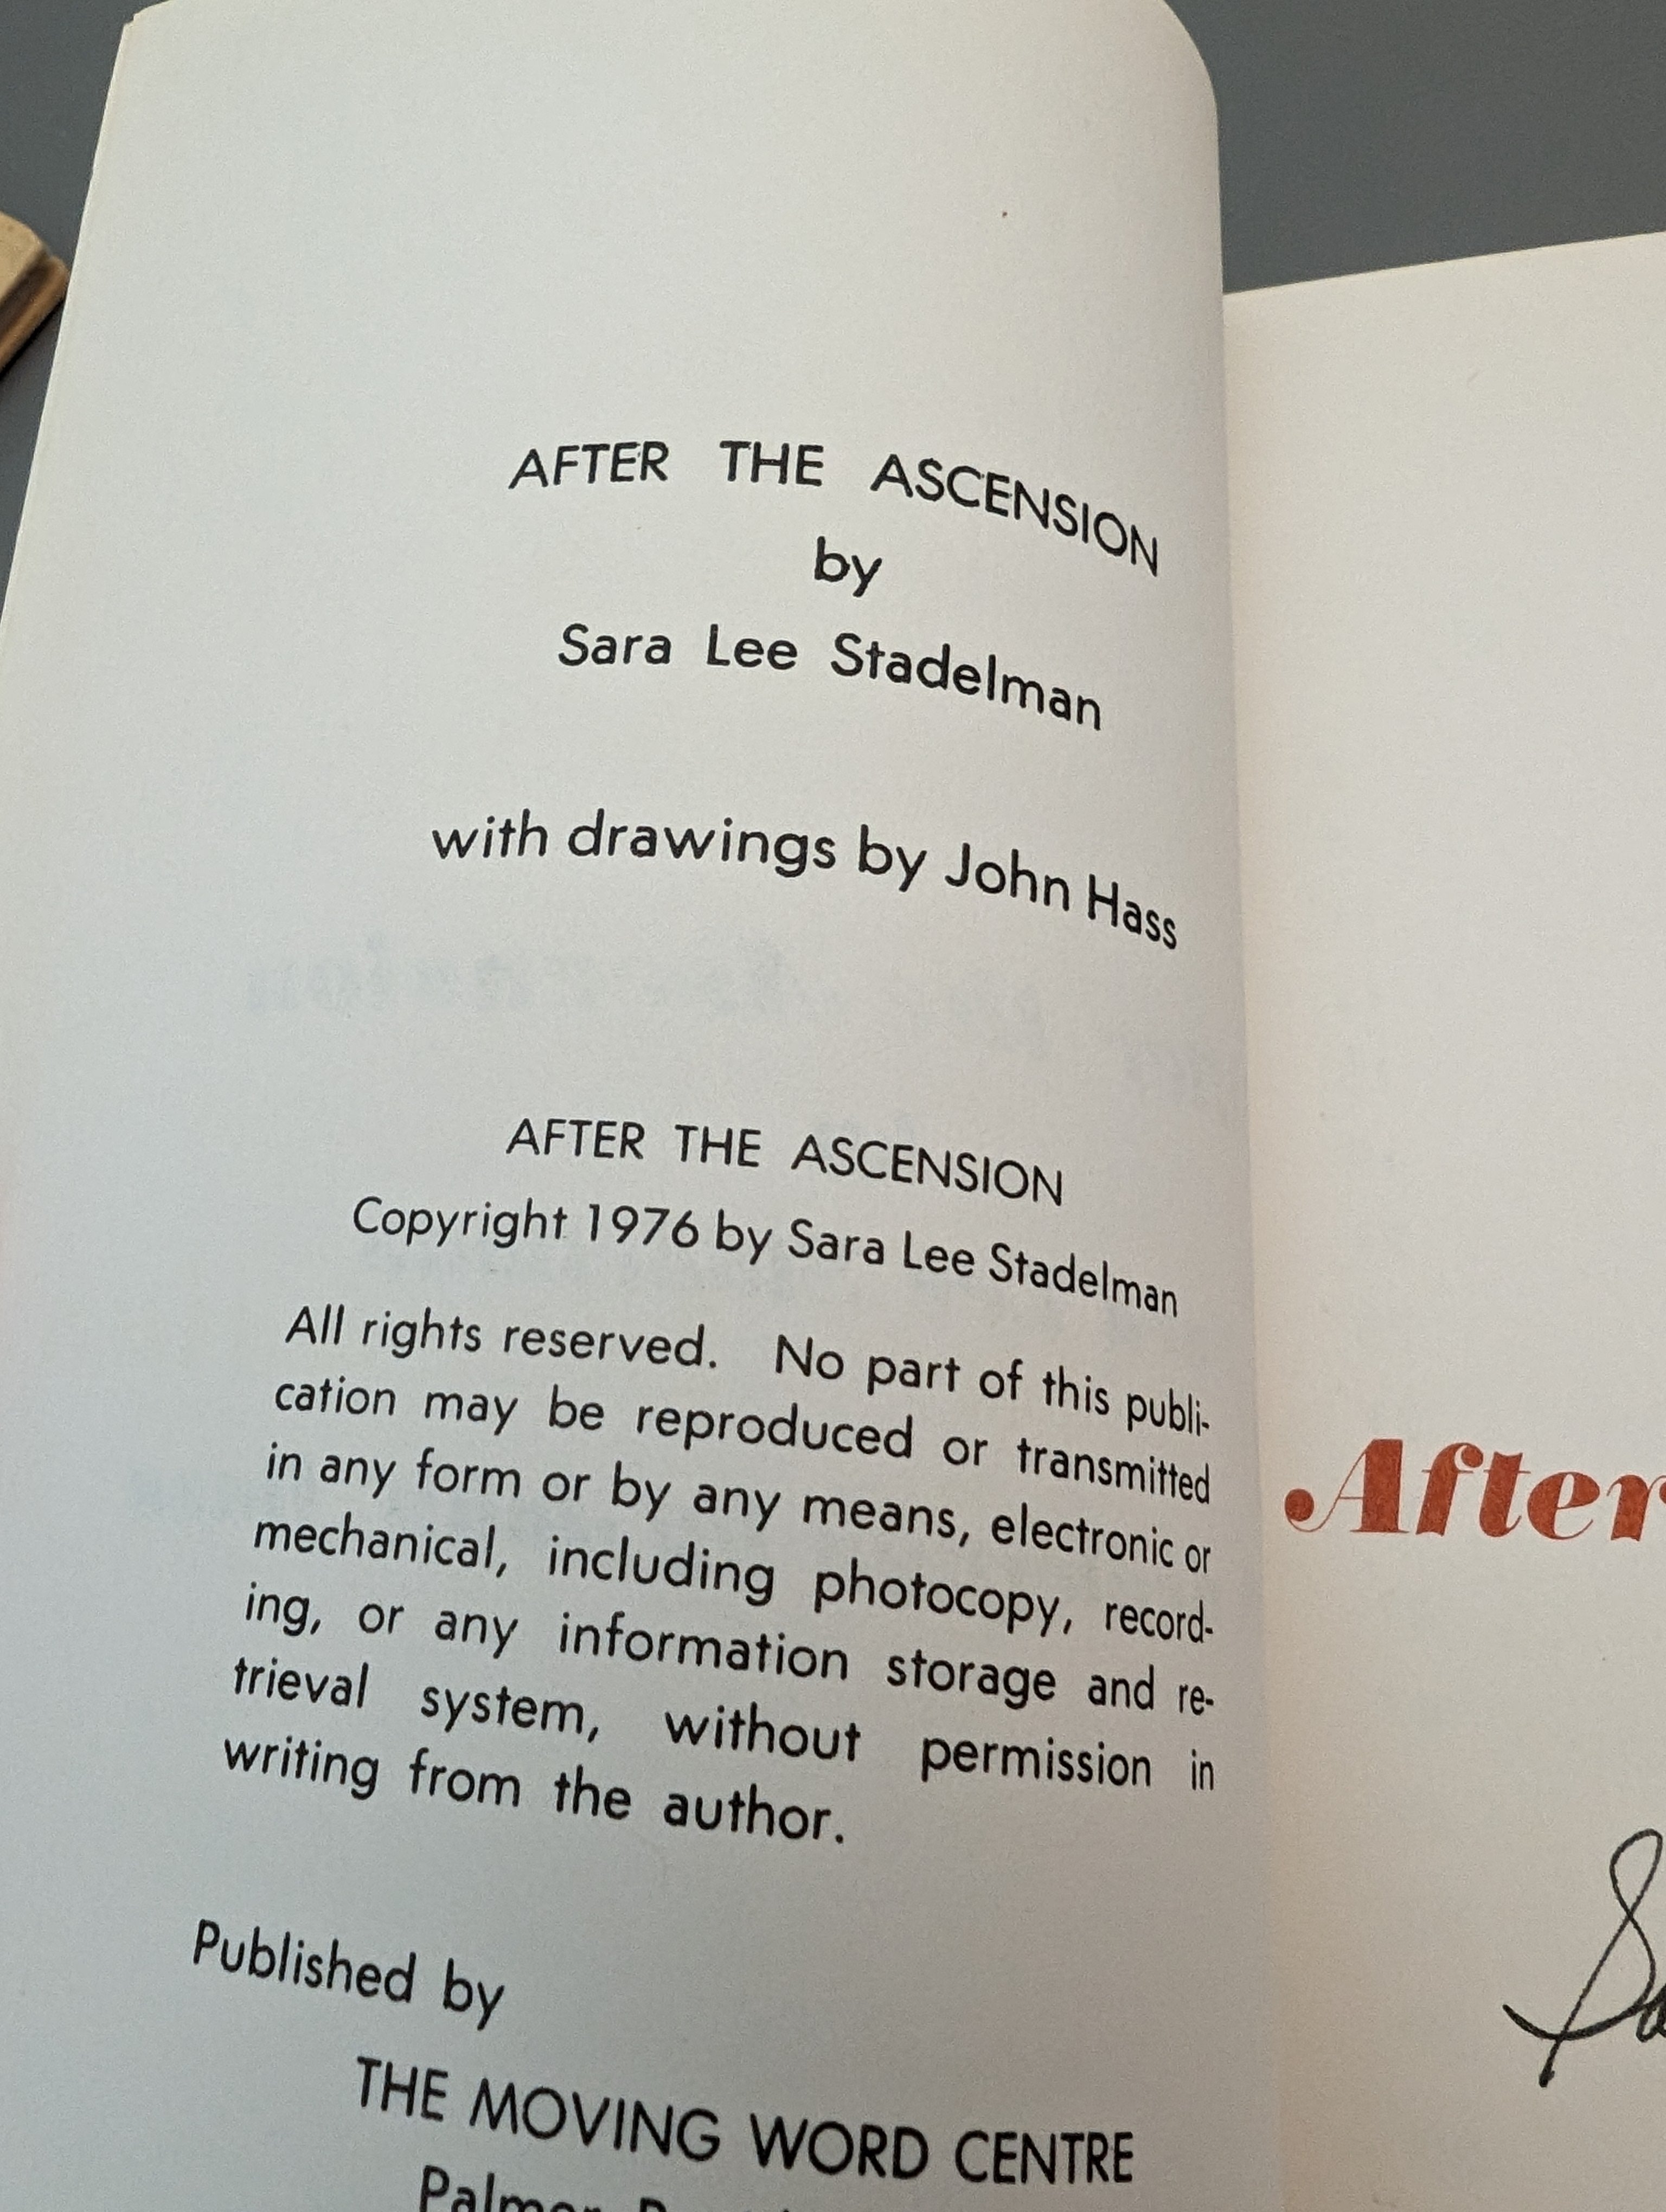 AFTER THE ASCENSION
by
Sara Lee Stadelman
with drawings by John Hass
AFTER THE ASCENSION
Copyright 1976 by Sara Lee Stadelman
All rights reserved. No part of this publi-
cation may be reproduced or transmitted
in any form or by any means, electronic or
mechanical, including photocopy, record-
ing, or any information storage and re-
trieval system, without permission in
writing from the author.
Published by
THE MOVING WORD CENTRE
Palmer
After